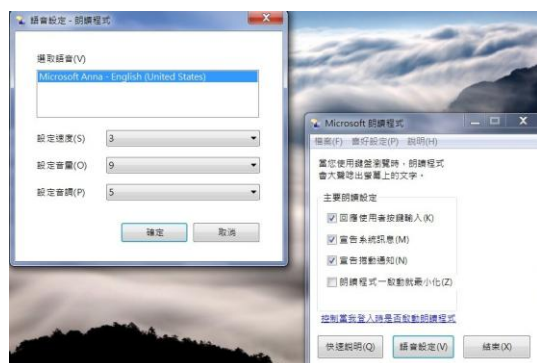 語音設定 - 朗讀程式
選取語音(V)
Microsoft Anna - English (United States)
設定速度(S) 3
設定音量(O) 9
設定音調(P) 5
確定 取消
Microsoft 朗讀程式
檔案(F) 喜好設定(P) 說明(H)
當您使用鍵盤瀏覽時，朗讀程式
會大聲唸出螢幕上的文字。
主要朗讀設定
回應使用者按鍵輸入(K)
宣告系統訊息(M)
宣告捲動通知(N)
朗讀程式一啟動就最小化(Z)
控制當我登入時是否啟動朗讀程式
快速說明(Q) 語音設定(V) 結束(X)